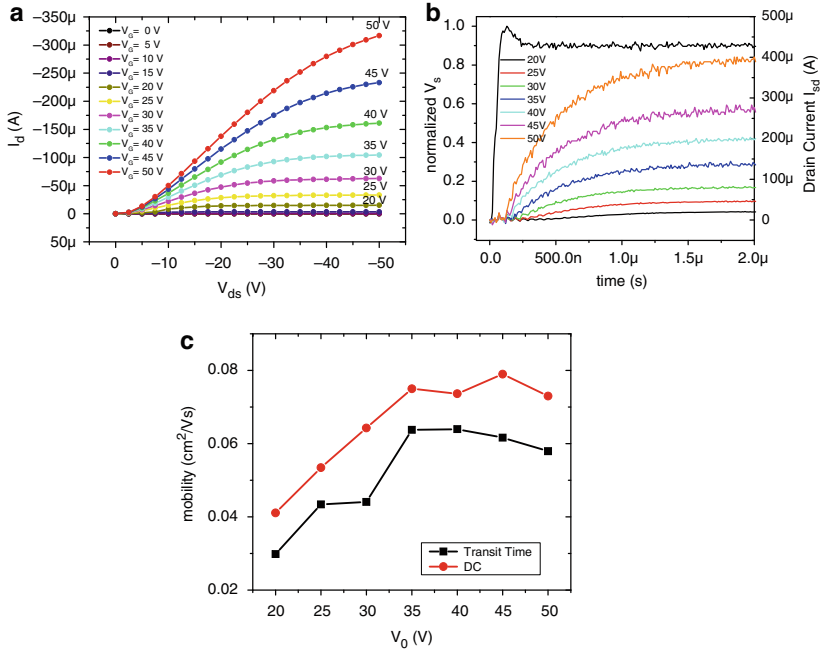 a
−350µ
−300µ
−250µ
−200µ
−150µ
−100µ
−50µ
0
50µ
I_d (A)
0
−10
−20
−30
−40
−50
V_ds (V)
V_G= 0 V
V_G= 5 V
V_G= 10 V
V_G= 15 V
V_G= 20 V
V_G= 25 V
V_G= 30 V
V_G= 35 V
V_G= 40 V
V_G= 45 V
V_G= 50 V
50 V
45 V
40 V
35 V
30 V
25 V
20 V
b
1.0
0.8
0.6
0.4
0.2
0.0
normalized V_s
20V
25V
30V
35V
40V
45V
50V
500µ
400µ
300µ
200µ
100µ
0
Drain Current I_sd (A)
0.0
500.0n
1.0µ
1.5µ
2.0µ
time (s)
c
0.08
0.06
0.04
0.02
mobility (cm²/Vs)
Transit Time
DC
20
25
30
35
40
45
50
V_0 (V)